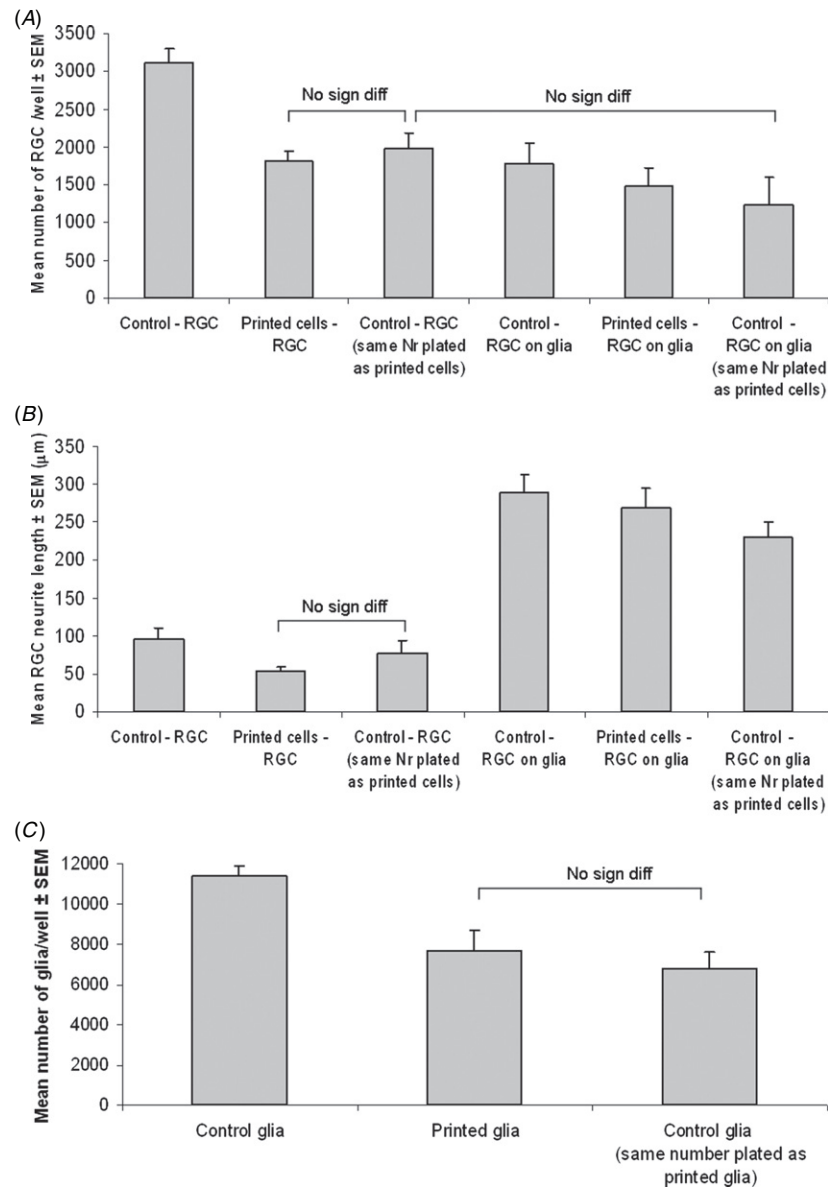 (A)
Mean number of RGC /well ± SEM
3500
3000
2500
2000
1500
1000
500
0
No sign diff
No sign diff
Control - RGC
Printed cells -
RGC
Control - RGC
(same Nr plated
as printed cells)
Control -
RGC on glia
Printed cells -
RGC on glia
Control -
RGC on glia
(same Nr plated
as printed cells)
(B)
Mean RGC neurite length ± SEM (μm)
350
300
250
200
150
100
50
0
No sign diff
Control - RGC
Printed cells -
RGC
Control - RGC
(same Nr plated
as printed cells)
Control -
RGC on glia
Printed cells -
RGC on glia
Control -
RGC on glia
(same Nr plated
as printed cells)
(C)
Mean number of glia/well ± SEM
12000
10000
8000
6000
4000
2000
0
No sign diff
Control glia
Printed glia
Control glia
(same number plated as
printed glia)